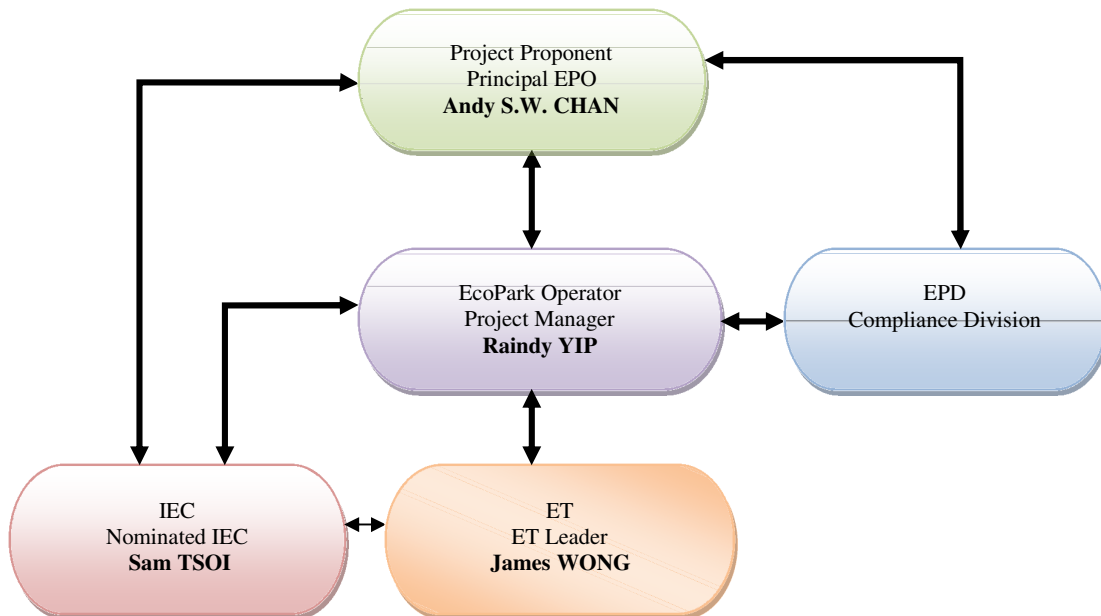 Project Proponent
Principal EPO
Andy S.W. CHAN
EcoPark Operator
Project Manager
Raindy YIP
EPD
Compliance Division
IEC
Nominated IEC
Sam TSOI
ET
ET Leader
James WONG